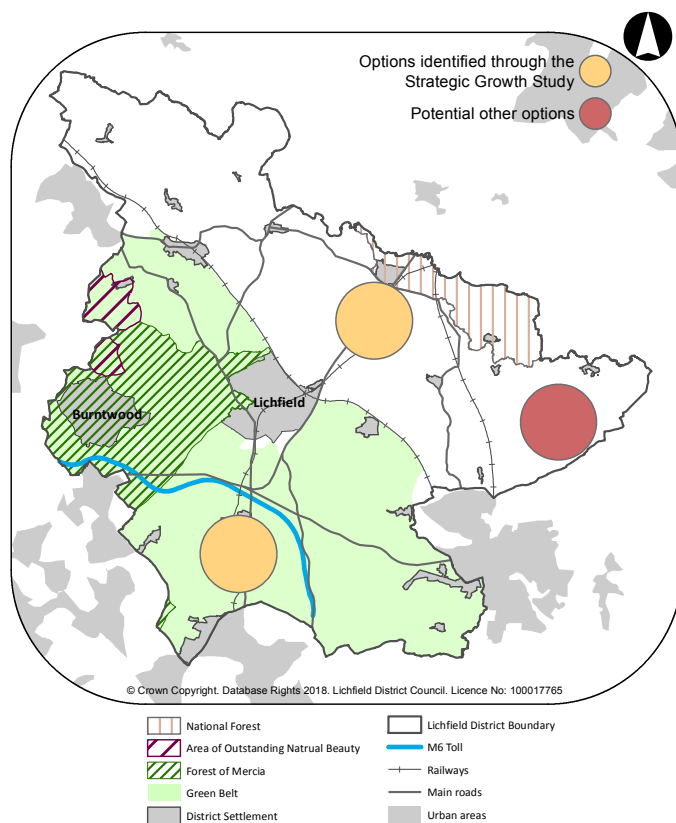 Options identified through the
Strategic Growth Study
Potential other options
Lichfield
Burntwood
© Crown Copyright. Database Rights 2018. Lichfield District Council. Licence No: 100017765
National Forest
Area of Outstanding Natrual Beauty
Forest of Mercia
Green Belt
District Settlement
Lichfield District Boundary
M6 Toll
Railways
Main roads
Urban areas